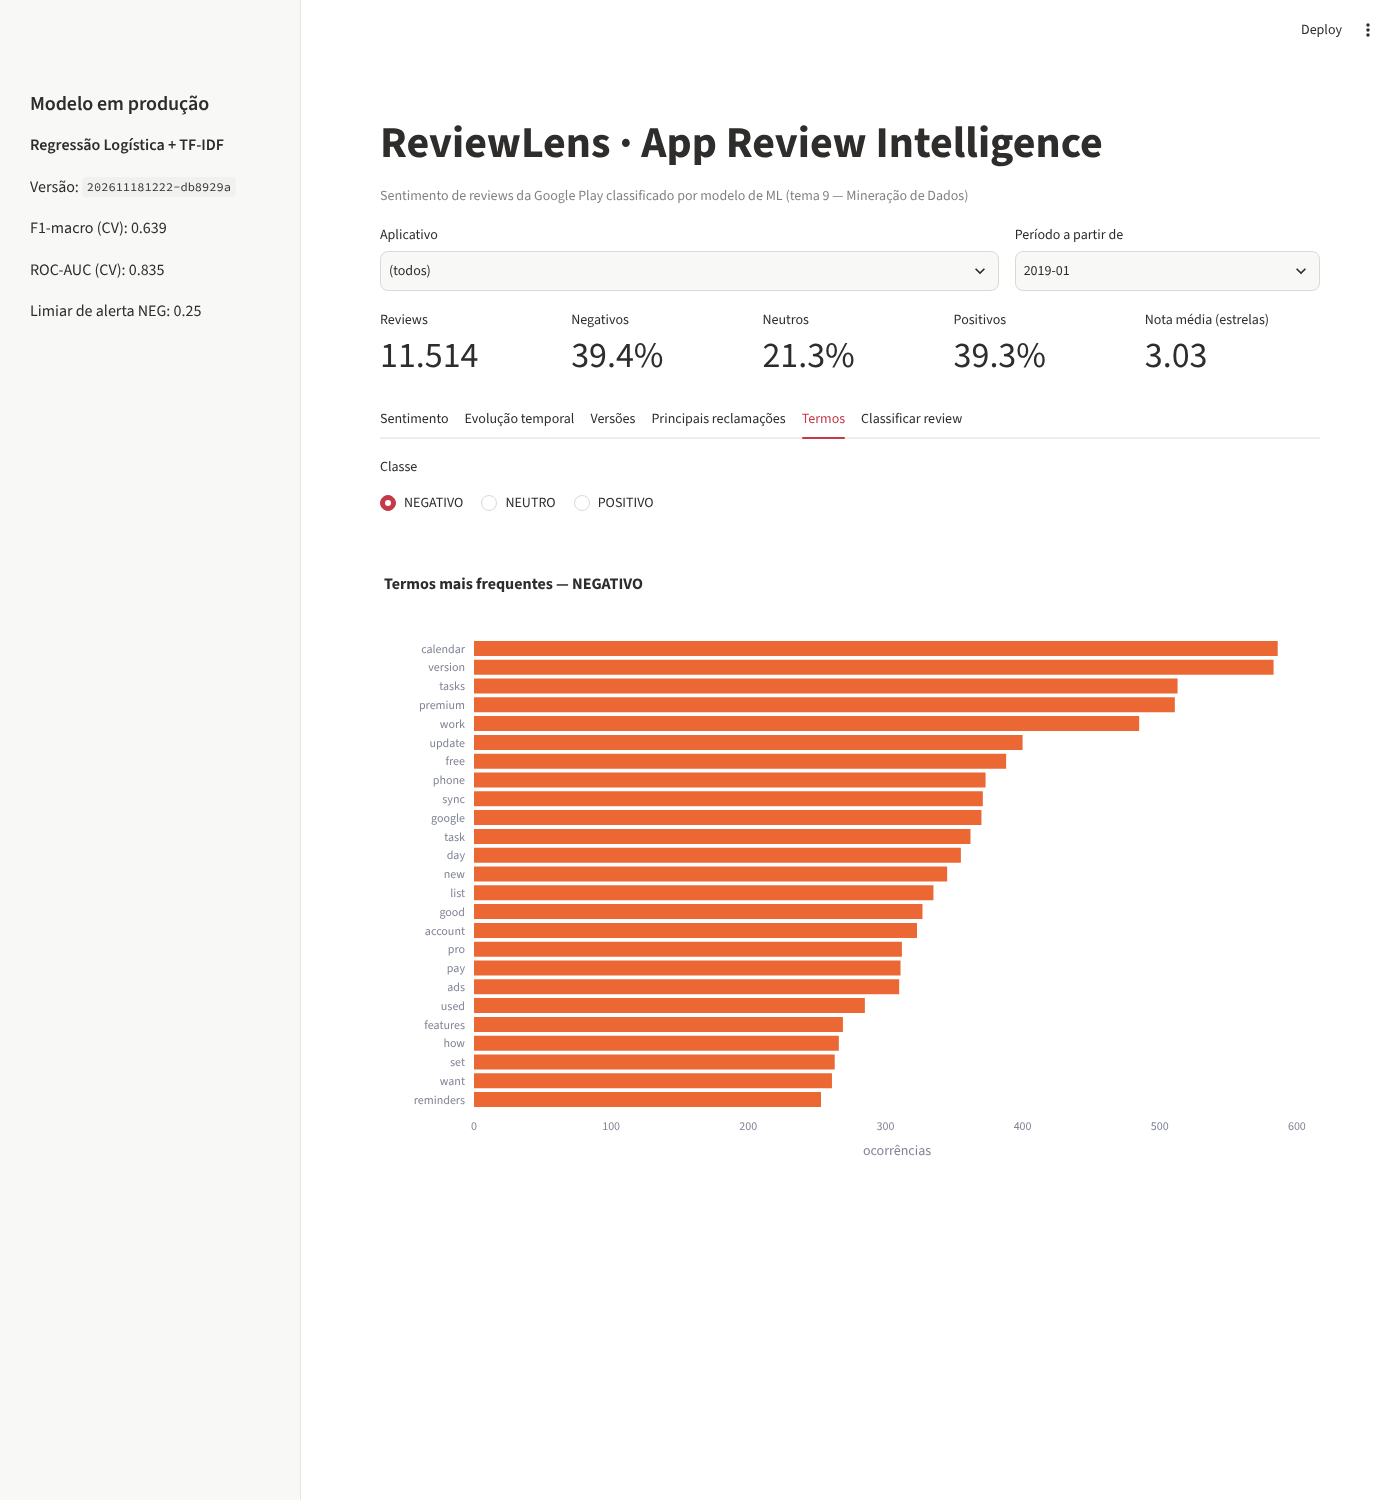 Deploy
Modelo em produção
Regressão Logística + TF-IDF
Versão: 202611181222-db8929a
F1-macro (CV): 0.639
ROC-AUC (CV): 0.835
Limiar de alerta NEG: 0.25
ReviewLens · App Review Intelligence
Sentimento de reviews da Google Play classificado por modelo de ML (tema 9 — Mineração de Dados)
Aplicativo Período a partir de
(todos) 2019-01
Reviews Negativos Neutros Positivos Nota média (estrelas)
11.514 39.4% 21.3% 39.3% 3.03
Sentimento Evolução temporal Versões Principais reclamações Termos Classificar review
Classe
NEGATIVO NEUTRO POSITIVO
Termos mais frequentes — NEGATIVO
calendar
version
tasks
premium
work
update
free
phone
sync
google
task
day
new
list
good
account
pro
pay
ads
used
features
how
set
want
reminders
0 100 200 300 400 500 600
ocorrências